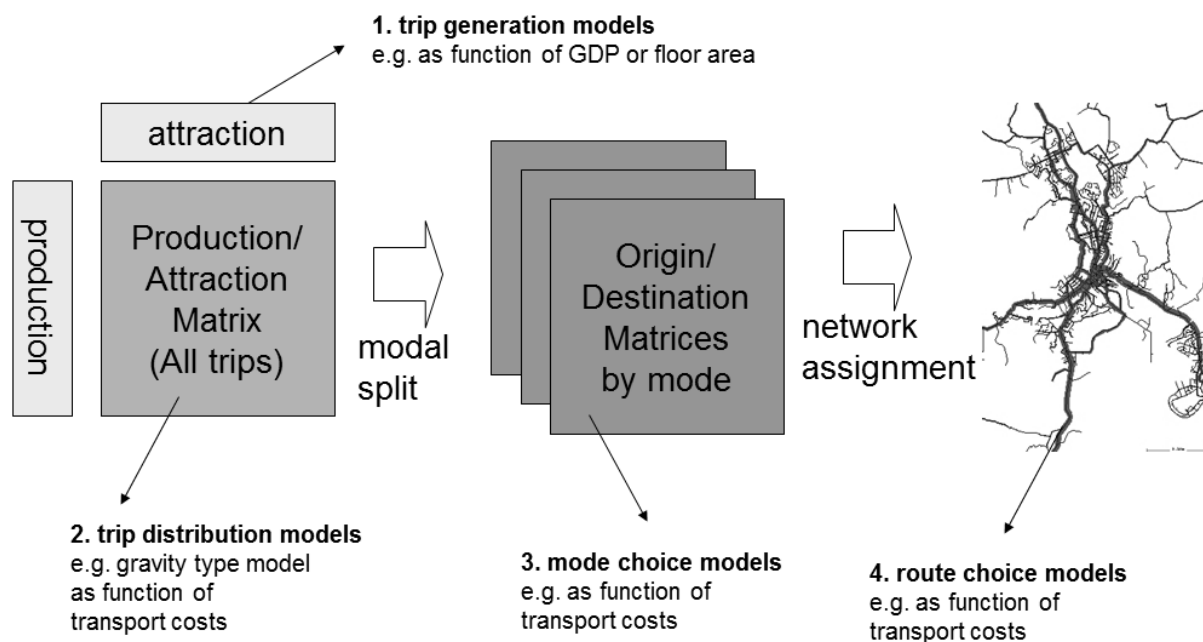 1. trip generation models
e.g. as function of GDP or floor area
attraction
production
Production/
Attraction
Matrix
(All trips)
modal
split
Origin/
Destination
Matrices
by mode
network
assignment
2. trip distribution models
e.g. gravity type model
as function of
transport costs
3. mode choice models
e.g. as function of
transport costs
4. route choice models
e.g. as function of
transport costs